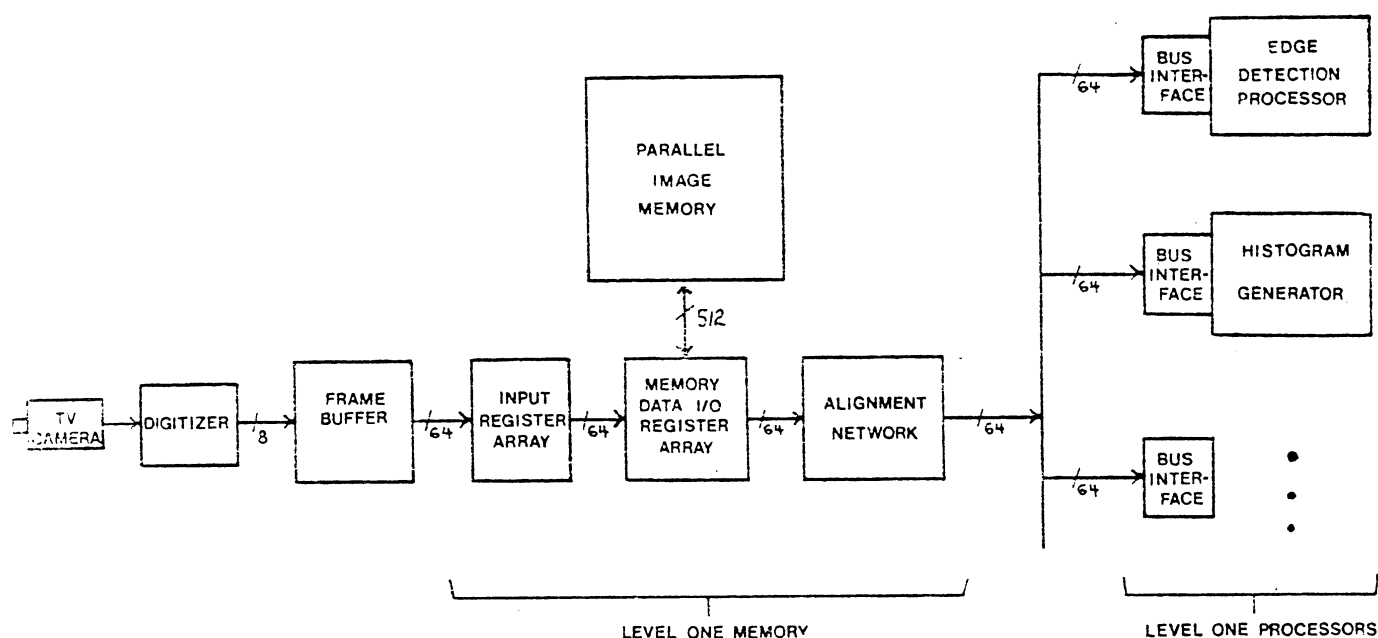 BUS
INTER-
FACE
EDGE
DETECTION
PROCESSOR
64
PARALLEL
IMAGE
MEMORY
BUS
INTER-
FACE
HISTOGRAM
GENERATOR
64
512
TV
CAMERA
DIGITIZER
8
FRAME
BUFFER
64
INPUT
REGISTER
ARRAY
64
MEMORY
DATA I/O
REGISTER
ARRAY
64
ALIGNMENT
NETWORK
64
BUS
INTER-
FACE
64
LEVEL ONE MEMORY
LEVEL ONE PROCESSORS